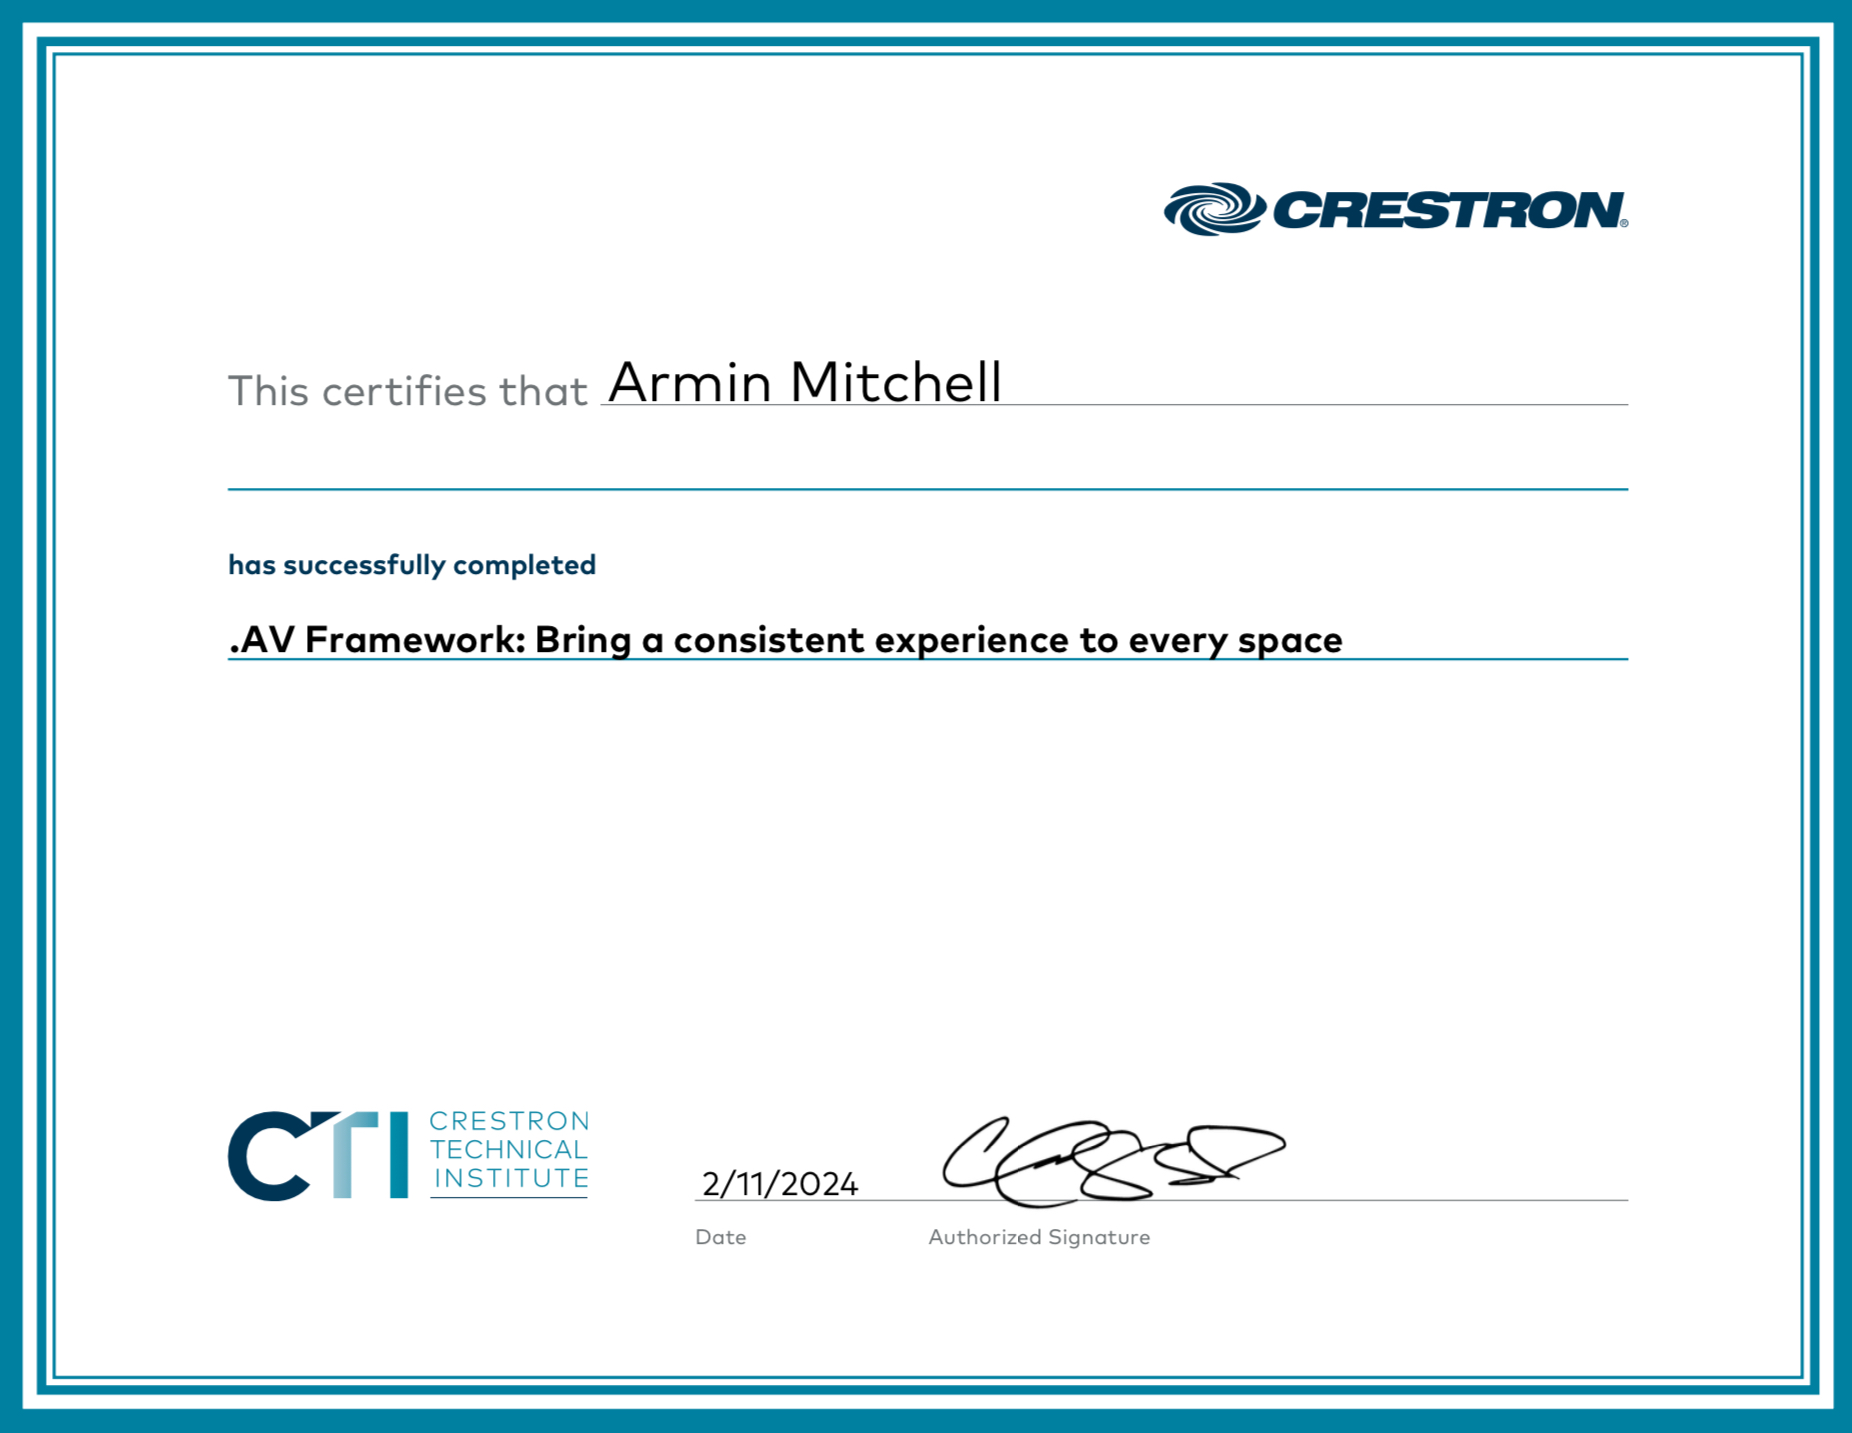 CRESTRON®
This certifies that Armin Mitchell
has successfully completed
.AV Framework: Bring a consistent experience to every space
CTI
CRESTRON
TECHNICAL
INSTITUTE
2/11/2024
Date Authorized Signature